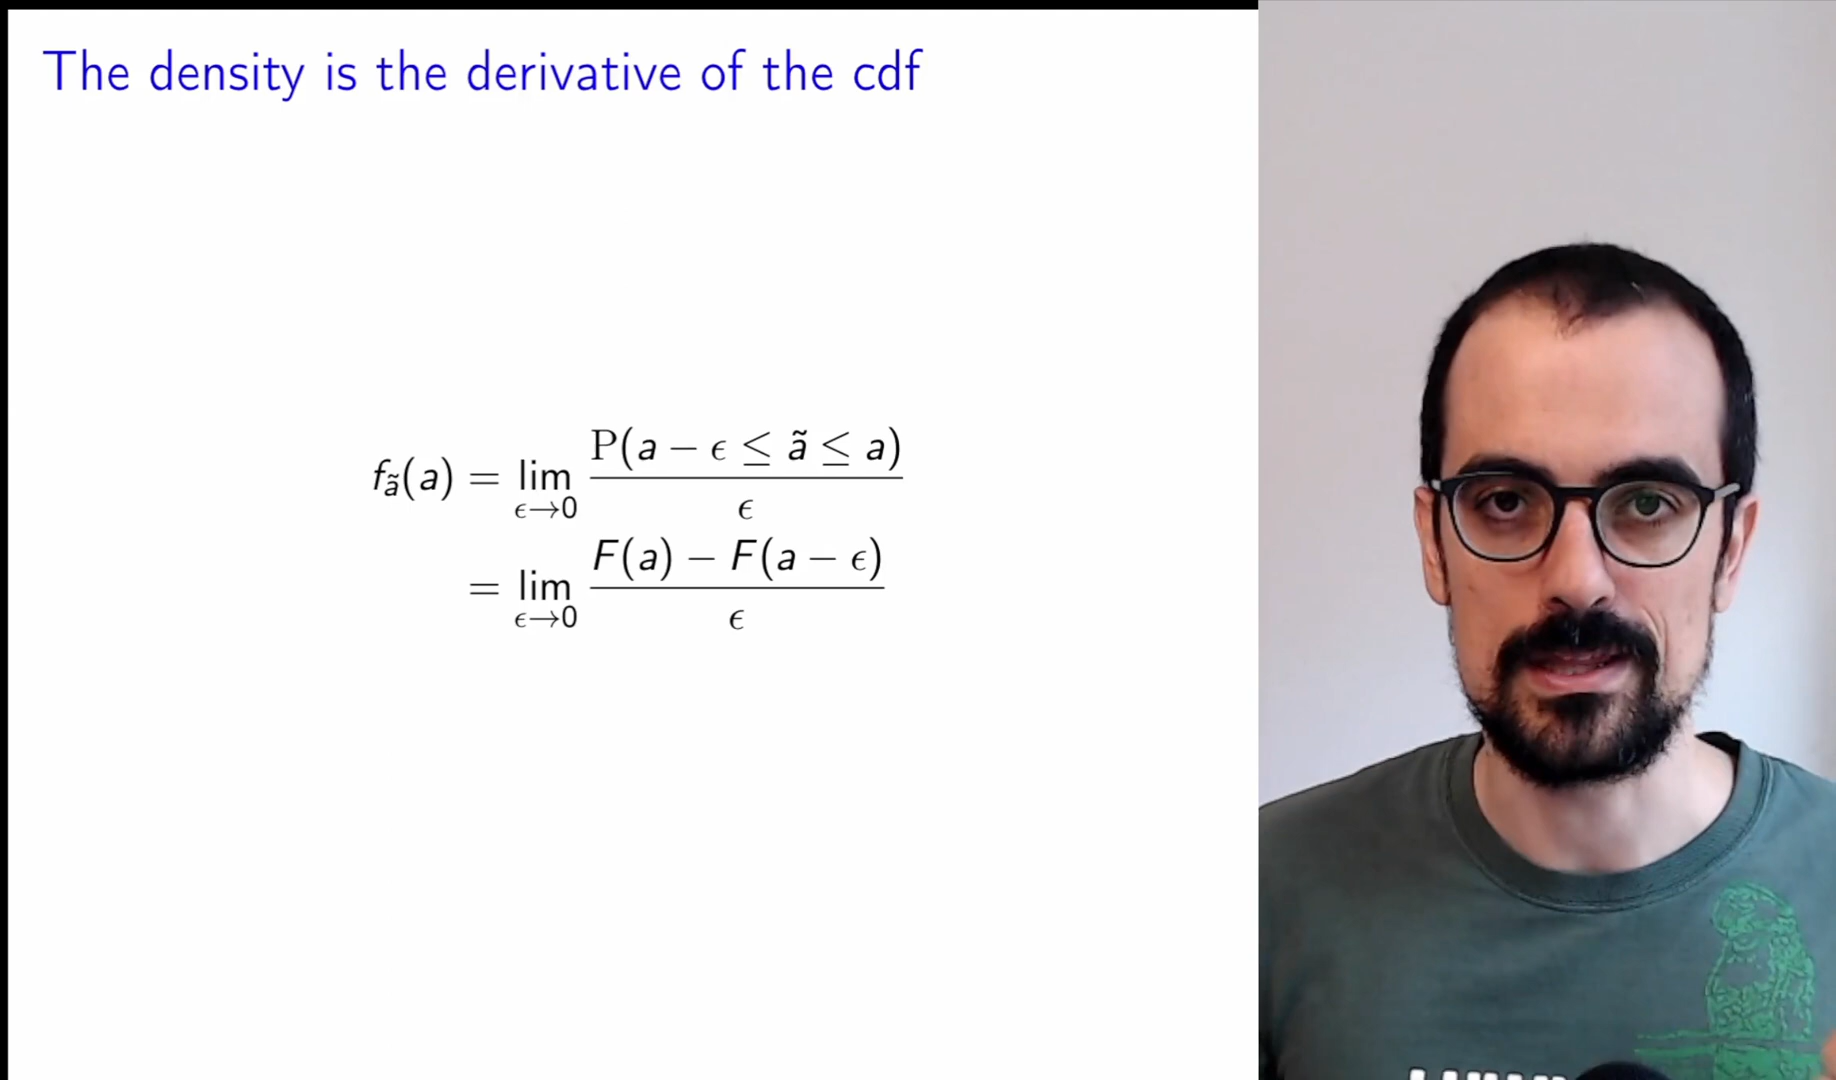 The density is the derivative of the cdf
f_ã(a) = lim_{ϵ→0} P(a − ϵ ≤ ã ≤ a) / ϵ
= lim_{ϵ→0} F(a) − F(a − ϵ) / ϵ